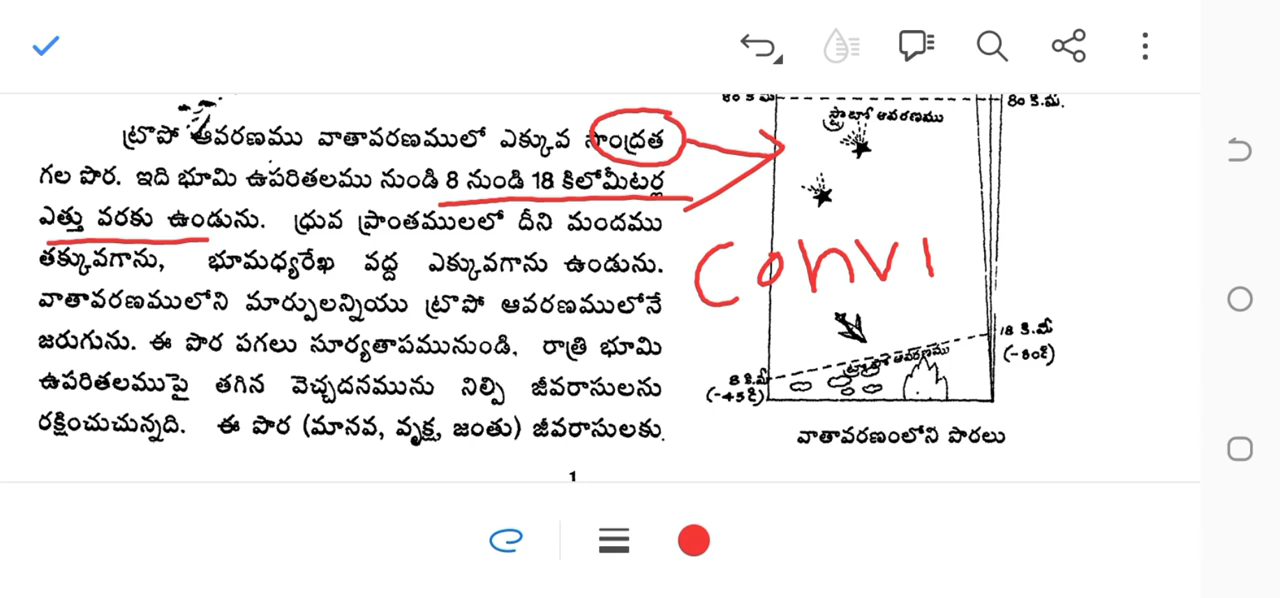 ట్రొపో ఆవరణము వాతావరణములో ఎక్కువ సాంద్రత
గల పొర. ఇది భూమి ఉపరితలము నుండి 8 నుండి 18 కిలోమీటర్ల
ఎత్తు వరకు ఉండును. ధ్రువ ప్రాంతములలో దీని మందము
తక్కువగాను, భూమధ్యరేఖ వద్ద ఎక్కువగాను ఉండును.
వాతావరణములోని మార్పులన్నియు ట్రొపో ఆవరణములోనే
జరుగును. ఈ పొర పగలు సూర్యతాపమునుండి, రాత్రి భూమి
ఉపరితలముపై తగిన వెచ్చదనమును నిల్పి జీవరాసులను
రక్షించుచున్నది. ఈ పొర (మానవ, వృక్ష, జంతు) జీవరాసులకు.
1
80 కి.మీ.
స్ట్రాటో ఆవరణము
Convi
18 కి.మీ
ఆవరణము
8 కి.మీ
వాతావరణంలోని పొరలు